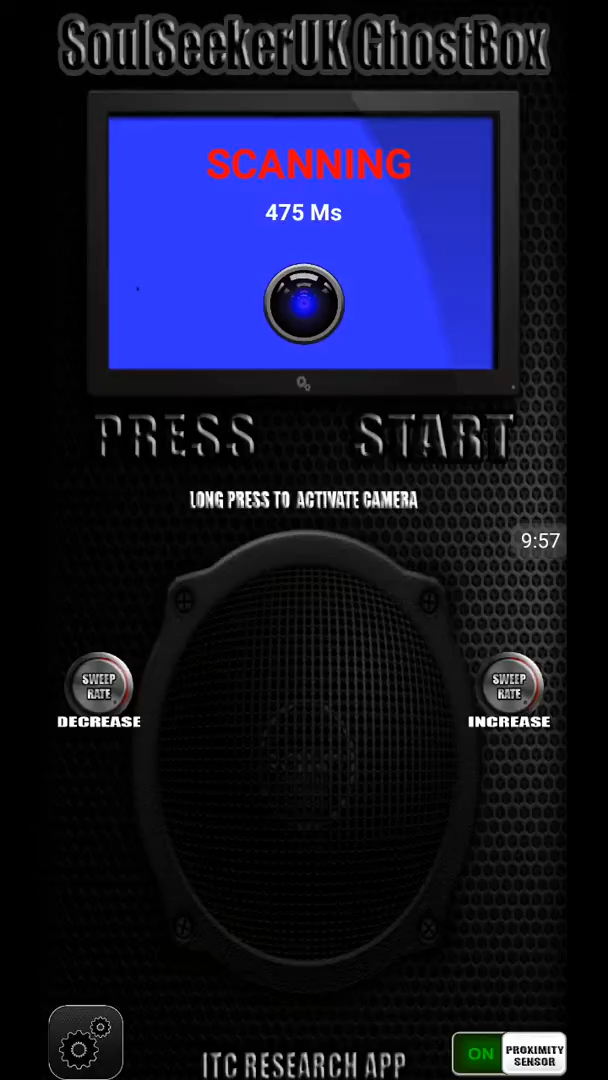 SoulSeekerUK GhostBox
SCANNING
475 Ms
PRESS START
LONG PRESS TO ACTIVATE CAMERA
9:57
SWEEP
RATE
DECREASE
SWEEP
RATE
INCREASE
ITC RESEARCH APP
ON
PROXIMITY
SENSOR